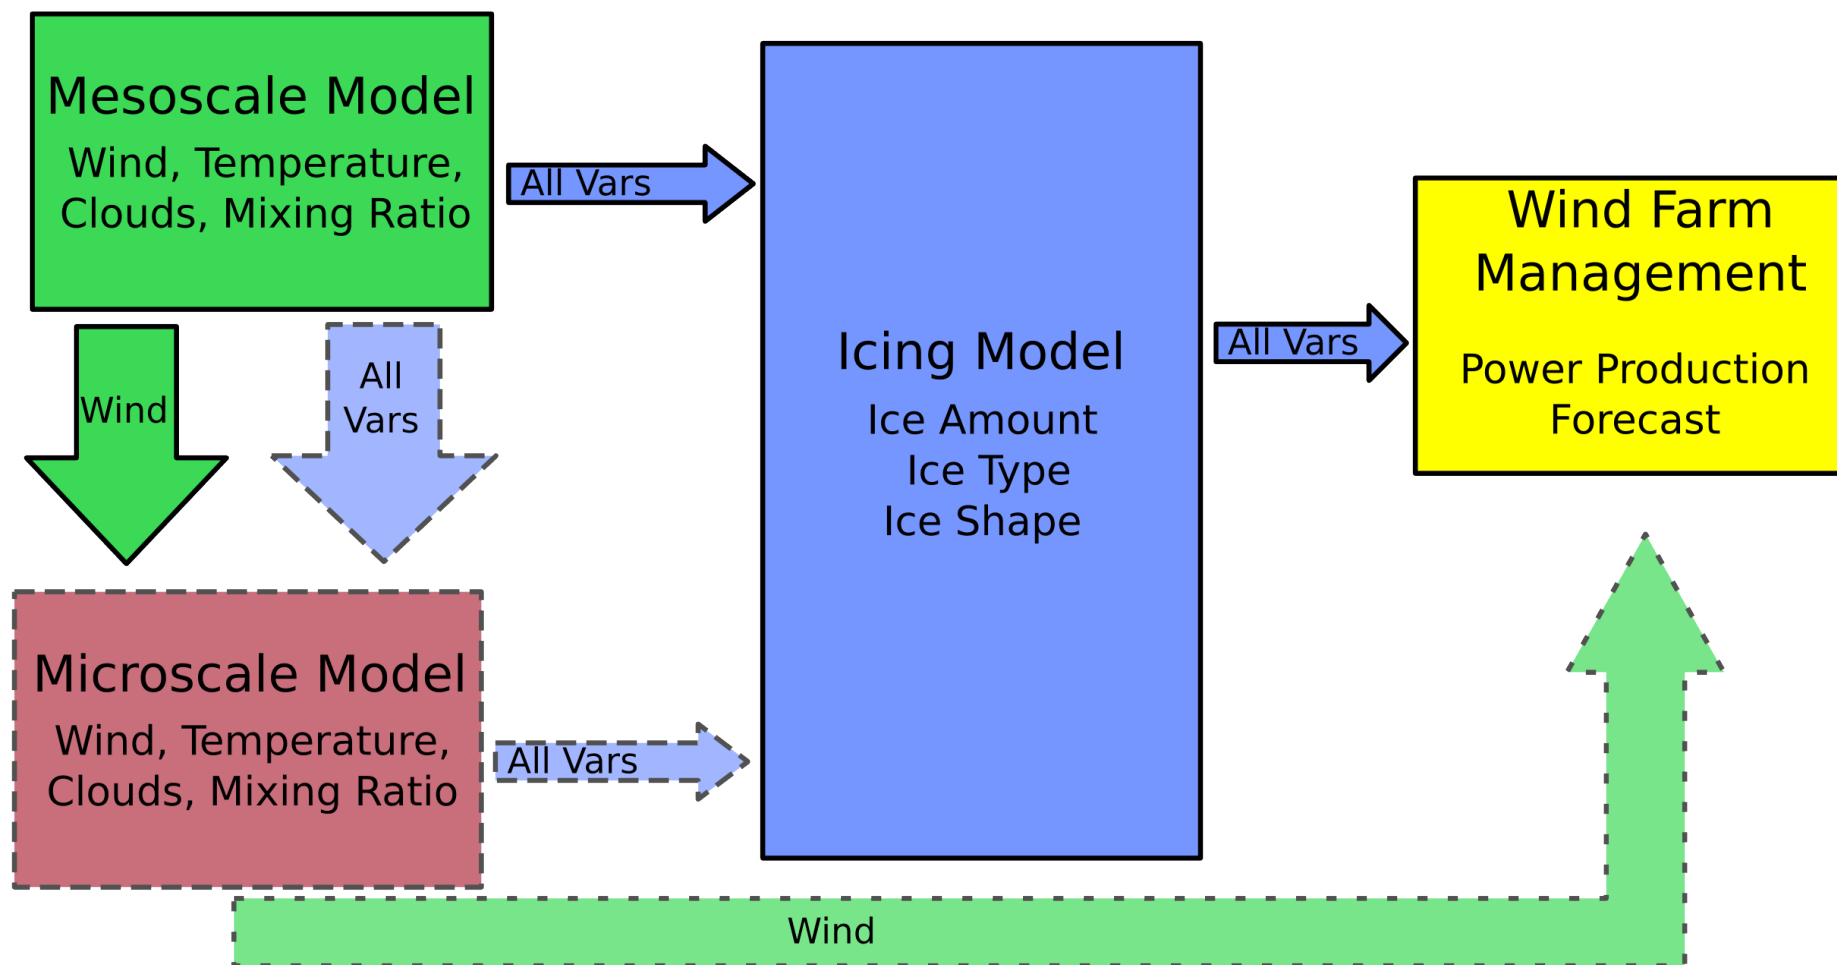 Mesoscale Model
Wind, Temperature,
Clouds, Mixing Ratio
All Vars
Wind
All
Vars
Microscale Model
Wind, Temperature,
Clouds, Mixing Ratio
All Vars
Icing Model
Ice Amount
Ice Type
Ice Shape
All Vars
Wind Farm
Management
Power Production
Forecast
Wind